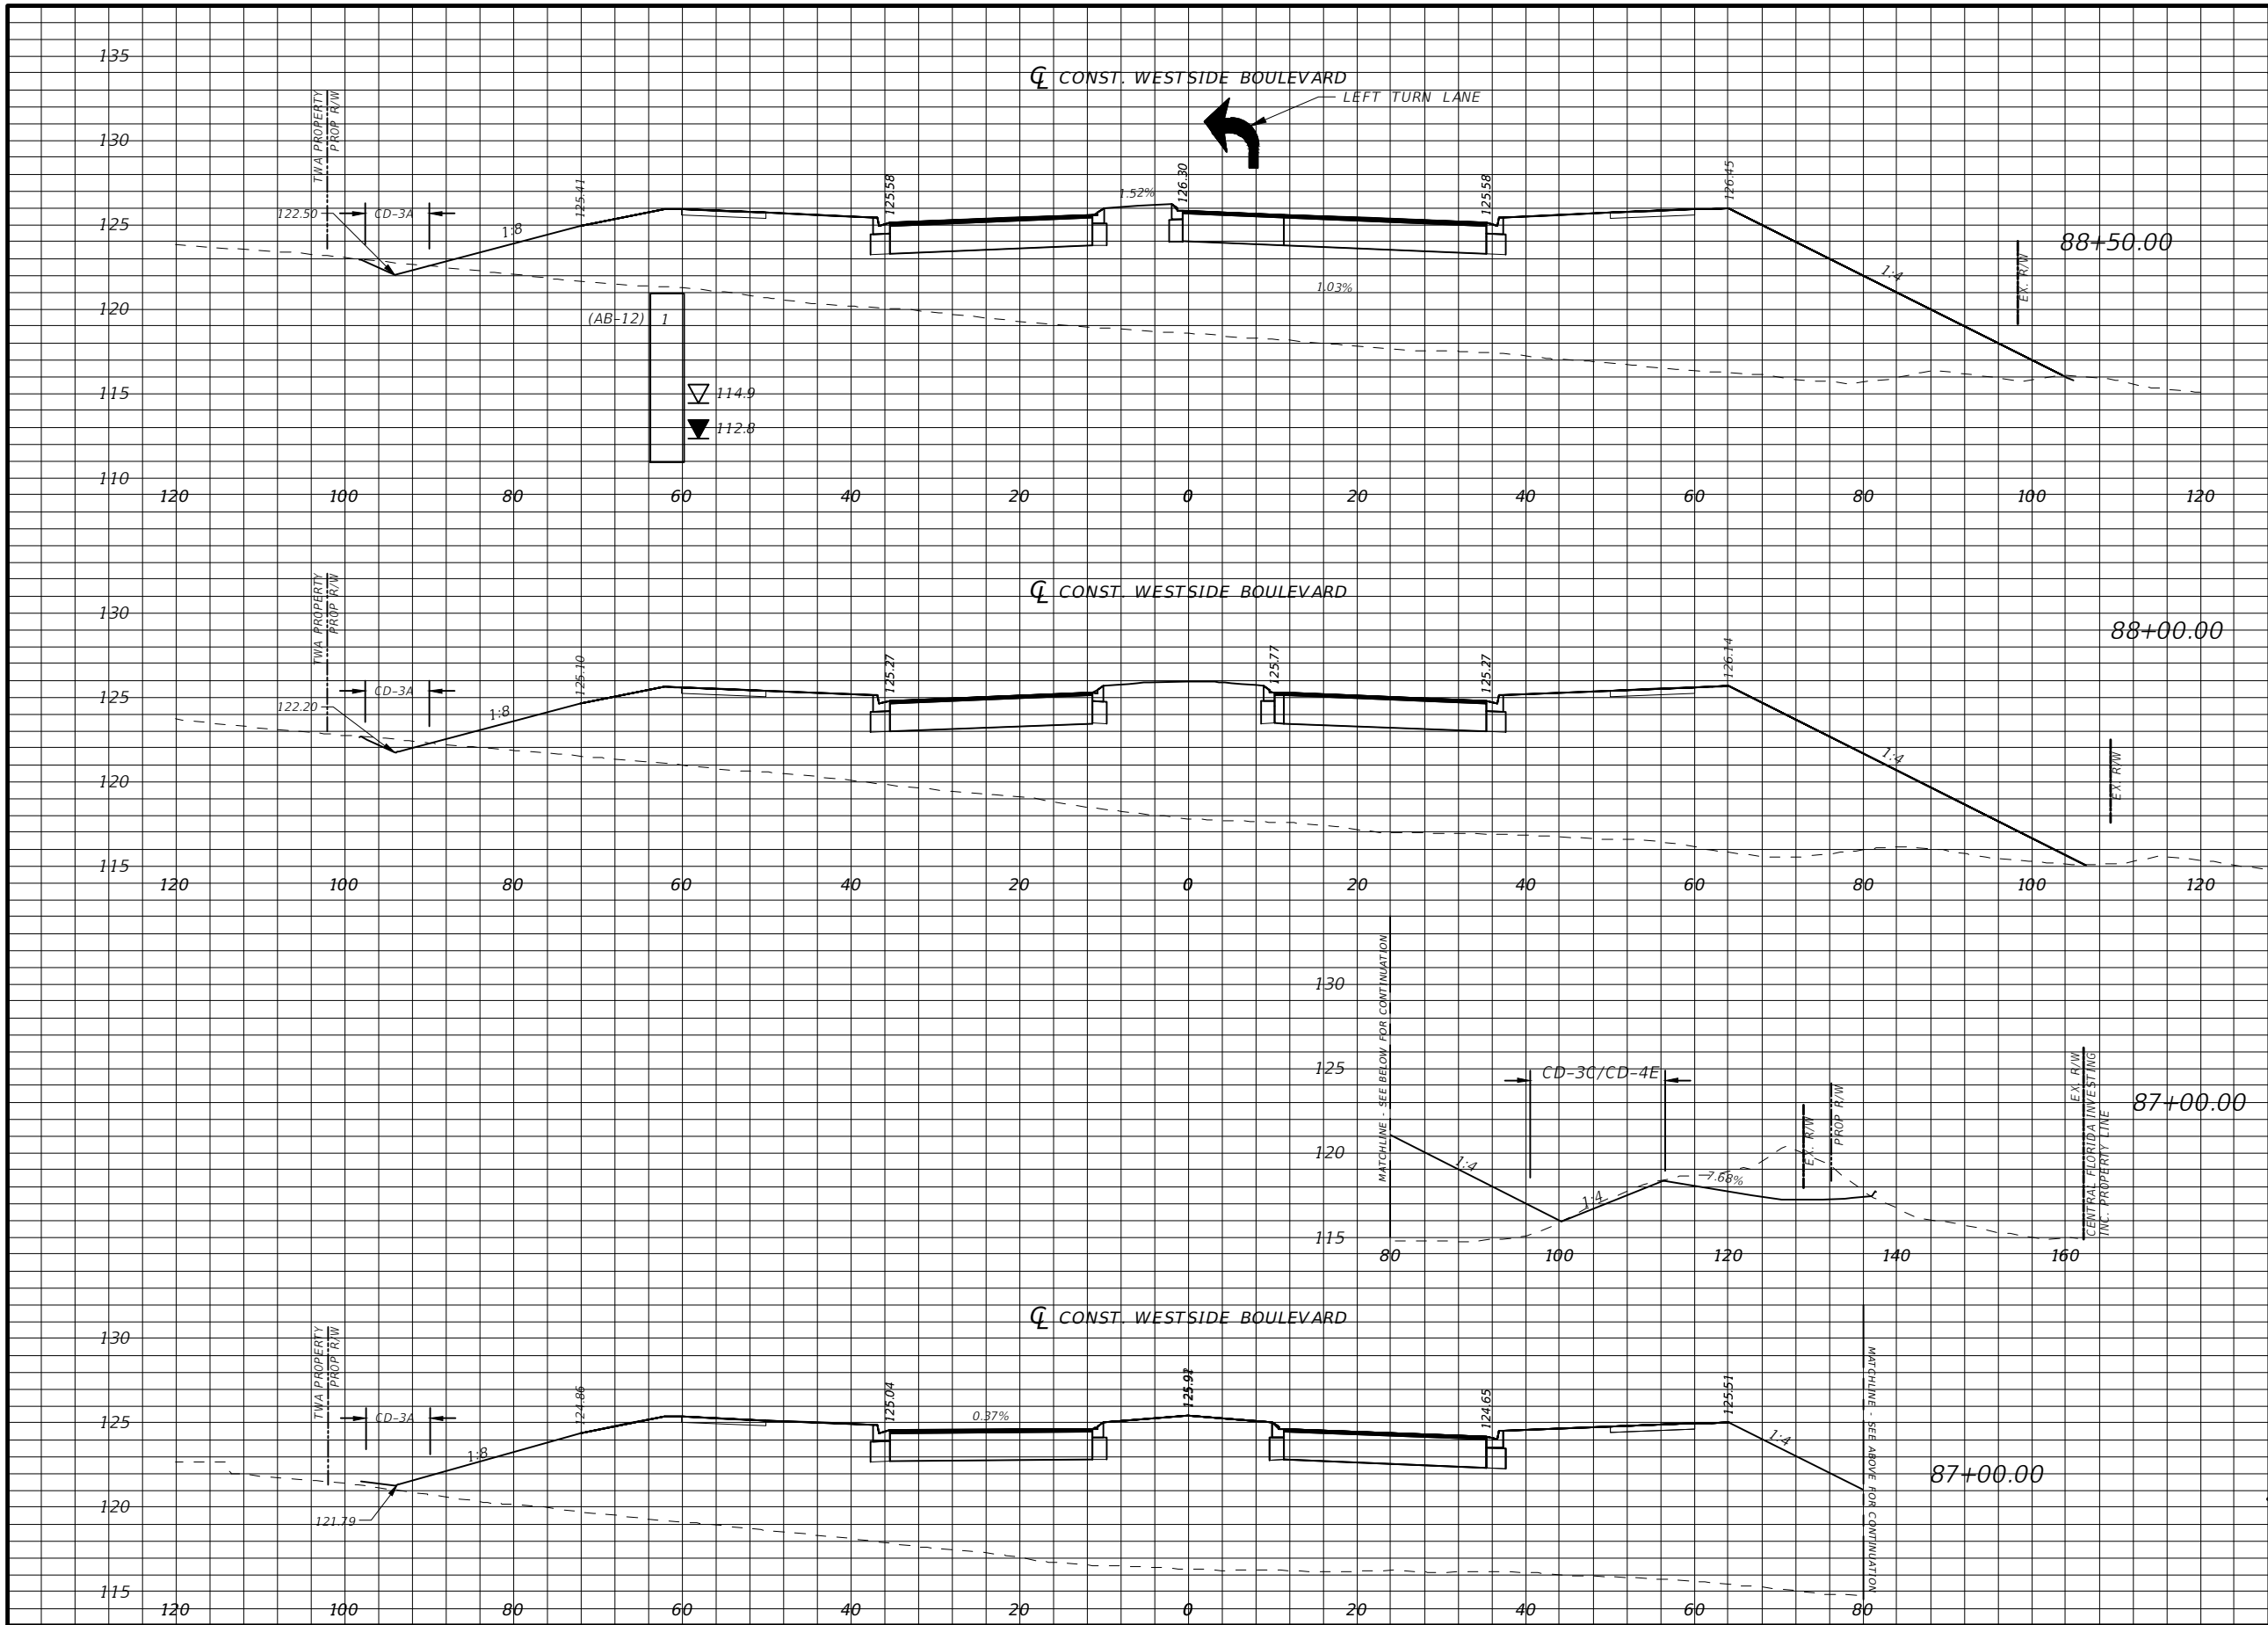 135
130
125
120
115
110
℄ CONST. WESTSIDE BOULEVARD
LEFT TURN LANE
TWA PROPERTY
PROP R/W
122.50
CD-3A
1:8
125.41
125.58
1.52%
126.30
125.58
126.45
1.03%
1:4
EX. R/W
88+50.00
(AB-12) 1
114.9
112.8
120 100 80 60 40 20 0 20 40 60 80 100 120
130
125
120
115
℄ CONST. WESTSIDE BOULEVARD
TWA PROPERTY
PROP R/W
122.20
CD-3A
1:8
125.10
125.27
125.77
125.27
126.14
1:4
EX. R/W
88+00.00
120 100 80 60 40 20 0 20 40 60 80 100 120
MATCHLINE - SEE BELOW FOR CONTINUATION
130
125
120
115
CD-3C/CD-4E
1:4
1:4
7.68%
EX. R/W
PROP R/W
EX. R/W
CENTRAL FLORIDA INVESTING
INC. PROPERTY LINE
87+00.00
80 100 120 140 160
130
125
120
115
℄ CONST. WESTSIDE BOULEVARD
TWA PROPERTY
PROP R/W
CD-3A
121.79
1:8
124.86
125.04
0.37%
124.65
125.51
1:4
MATCHLINE - SEE ABOVE FOR CONTINUATION
87+00.00
120 100 80 60 40 20 0 20 40 60 80